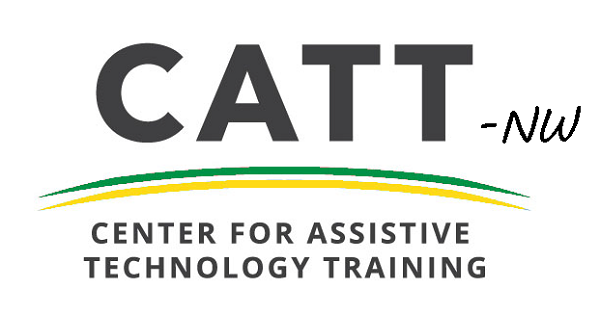 CATT-NW
CENTER FOR ASSISTIVE
TECHNOLOGY TRAINING